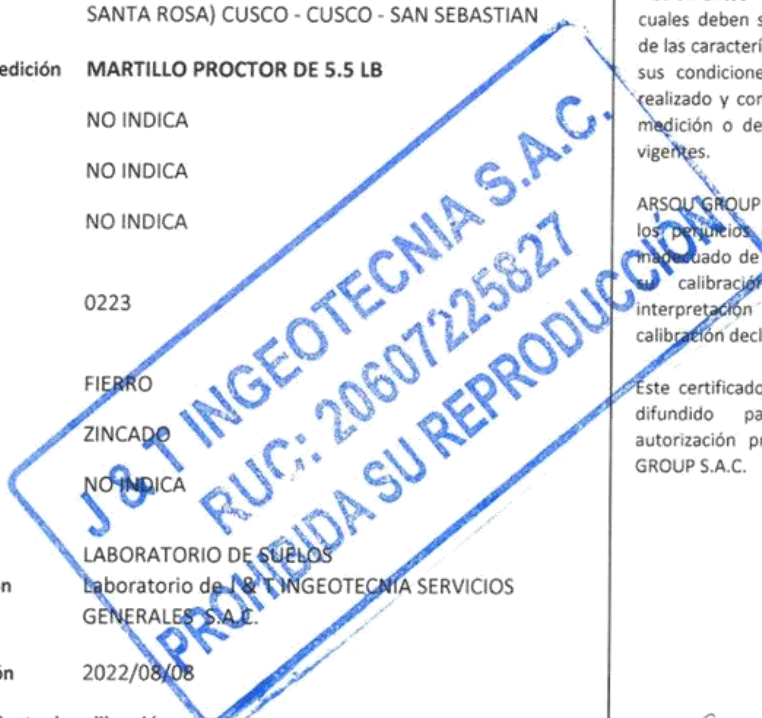 SANTA ROSA) CUSCO - CUSCO - SAN SEBASTIAN
edición MARTILLO PROCTOR DE 5.5 LB
NO INDICA
NO INDICA
NO INDICA
0223
FIERRO
ZINCADO
NO INDICA
LABORATORIO DE SUELOS
Laboratorio de J & T INGEOTECNIA SERVICIOS
GENERALES S.A.C.
2022/08/08
J & T INGEOTECNIA S.A.C.
RUC: 20607225827
PROHIBIDA SU REPRODUCCIÓN
cuales deben s
de las caracterí
sus condicione
realizado y con
medición o de
vigentes.
ARSOU GROUP
los perjuicios
inadecuado de
su calibración
interpretación
calibración decl
Este certificado
difundido pa
autorización pr
GROUP S.A.C.